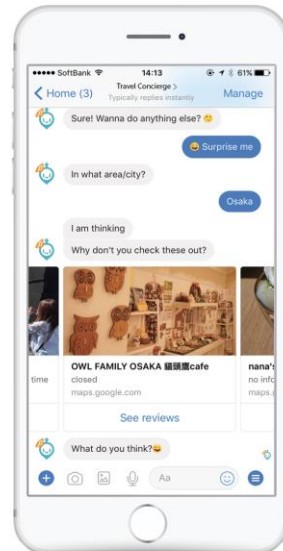 SoftBank 14:13 61%
Home (3) Travel Concierge > Manage
Typically replies instantly
Sure! Wanna do anything else?
Surprise me
In what area/city?
Osaka
I am thinking
Why don't you check these out?
time
OWL FAMILY OSAKA 貓頭鷹cafe
closed
maps.google.com
See reviews
nana's
no info
maps.g
What do you think?
Aa